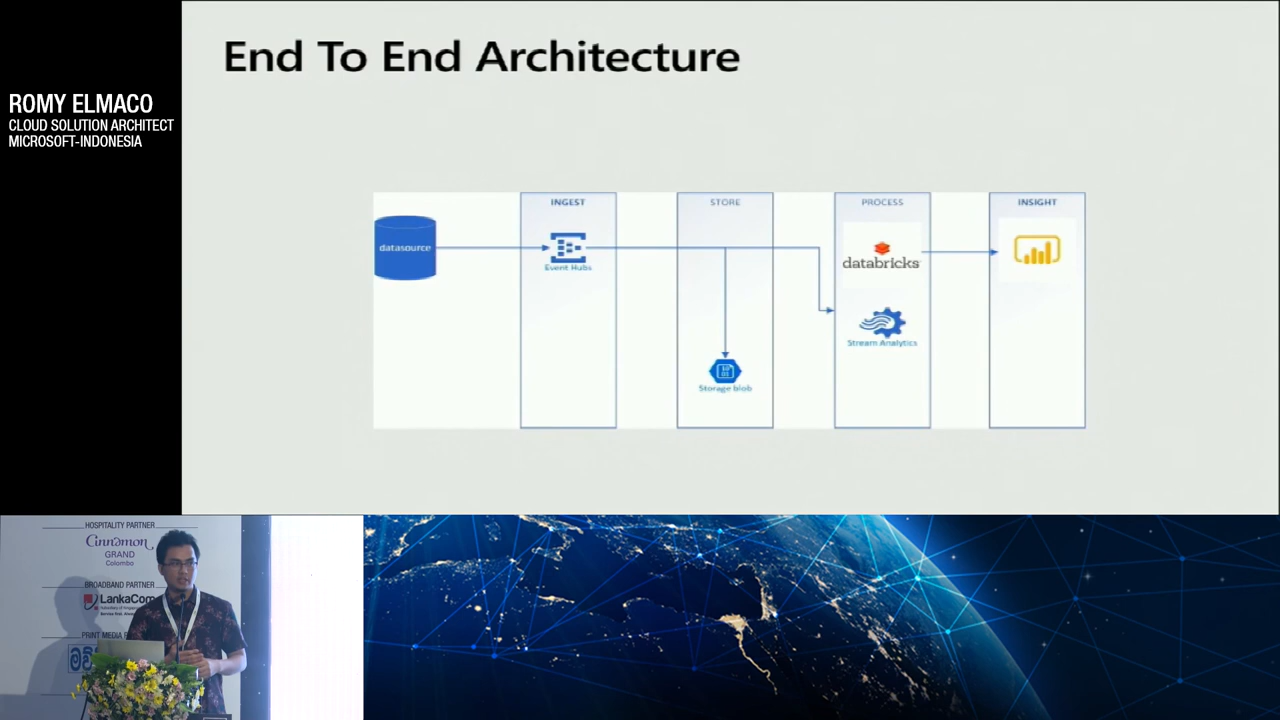 End To End Architecture
ROMY ELMACO
CLOUD SOLUTION ARCHITECT
MICROSOFT-INDONESIA
INGEST
STORE
PROCESS
INSIGHT
datasource
Event Hubs
databricks
Stream Analytics
Storage blob
HOSPITALITY PARTNER
Cinnamon
GRAND
Colombo
BROADBAND PARTNER
LankaCom
PRINT MEDIA